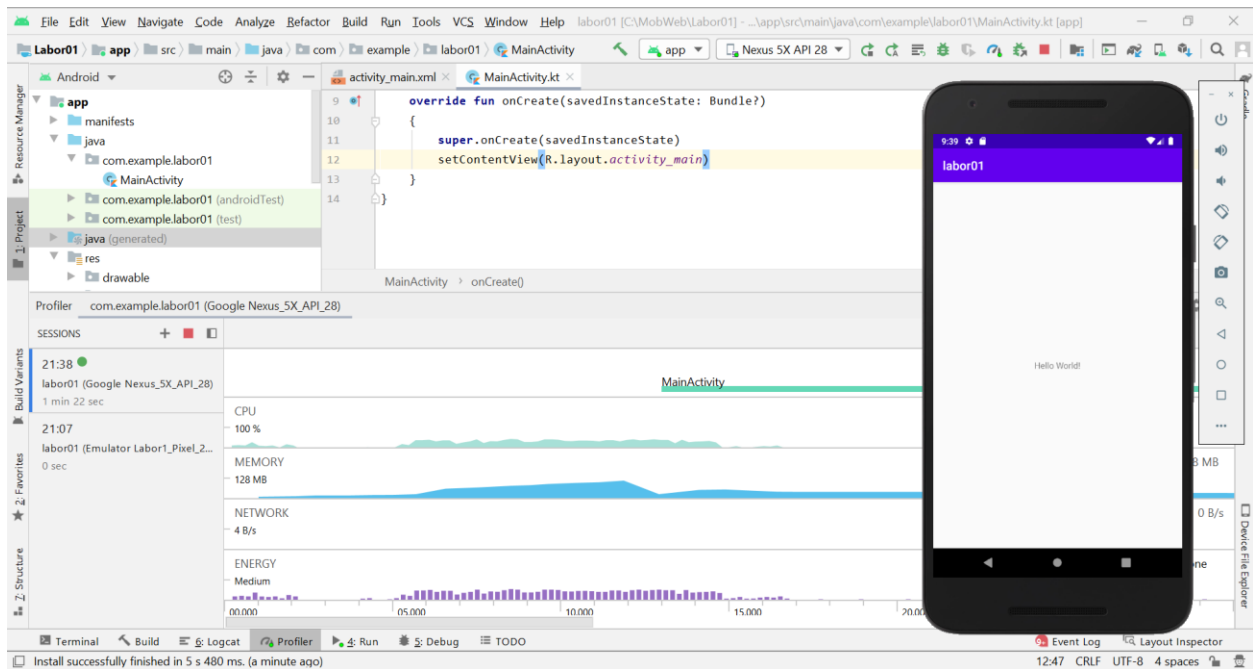 File Edit View Navigate Code Analyze Refactor Build Run Tools VCS Window Help labor01 [C:\MobWeb\Labor01] - ...\app\src\main\java\com\example\labor01\MainActivity.kt [app]
Labor01 app src main java com example labor01 MainActivity app Nexus 5X API 28
Android activity_main.xml MainActivity.kt
Resource Manager
1: Project
Build Variants
2: Favorites
7: Structure
app
manifests
java
com.example.labor01
MainActivity
com.example.labor01 (androidTest)
com.example.labor01 (test)
java (generated)
res
drawable
9 override fun onCreate(savedInstanceState: Bundle?)
10 {
11 super.onCreate(savedInstanceState)
12 setContentView(R.layout.activity_main)
13 }
14 }
MainActivity > onCreate()
Profiler com.example.labor01 (Google Nexus_5X_API_28)
SESSIONS
21:38
labor01 (Google Nexus_5X_API_28)
1 min 22 sec
21:07
labor01 (Emulator Labor1_Pixel_2...
0 sec
MainActivity
CPU
100 %
MEMORY
128 MB
8 MB
NETWORK
4 B/s
0 B/s
ENERGY
Medium
00.000 05.000 10.000 15.000
9:39
labor01
Hello World!
Device File Explorer
Terminal Build 6: Logcat Profiler 4: Run 5: Debug TODO Event Log Layout Inspector
Install successfully finished in 5 s 480 ms. (a minute ago) 12:47 CRLF UTF-8 4 spaces